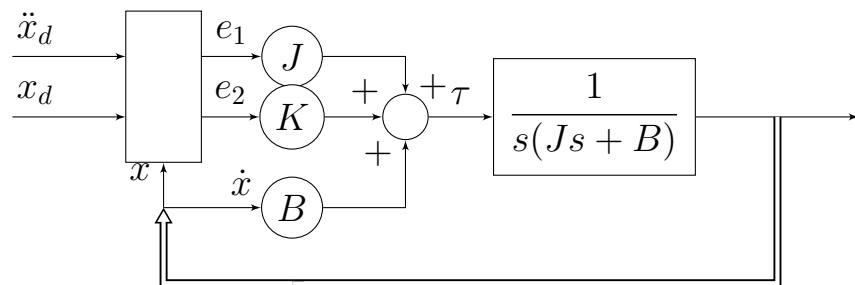 ẍ_d
x_d
x
e_1
e_2
ẋ
J
K
B
+
+
+
τ
1
s(Js + B)